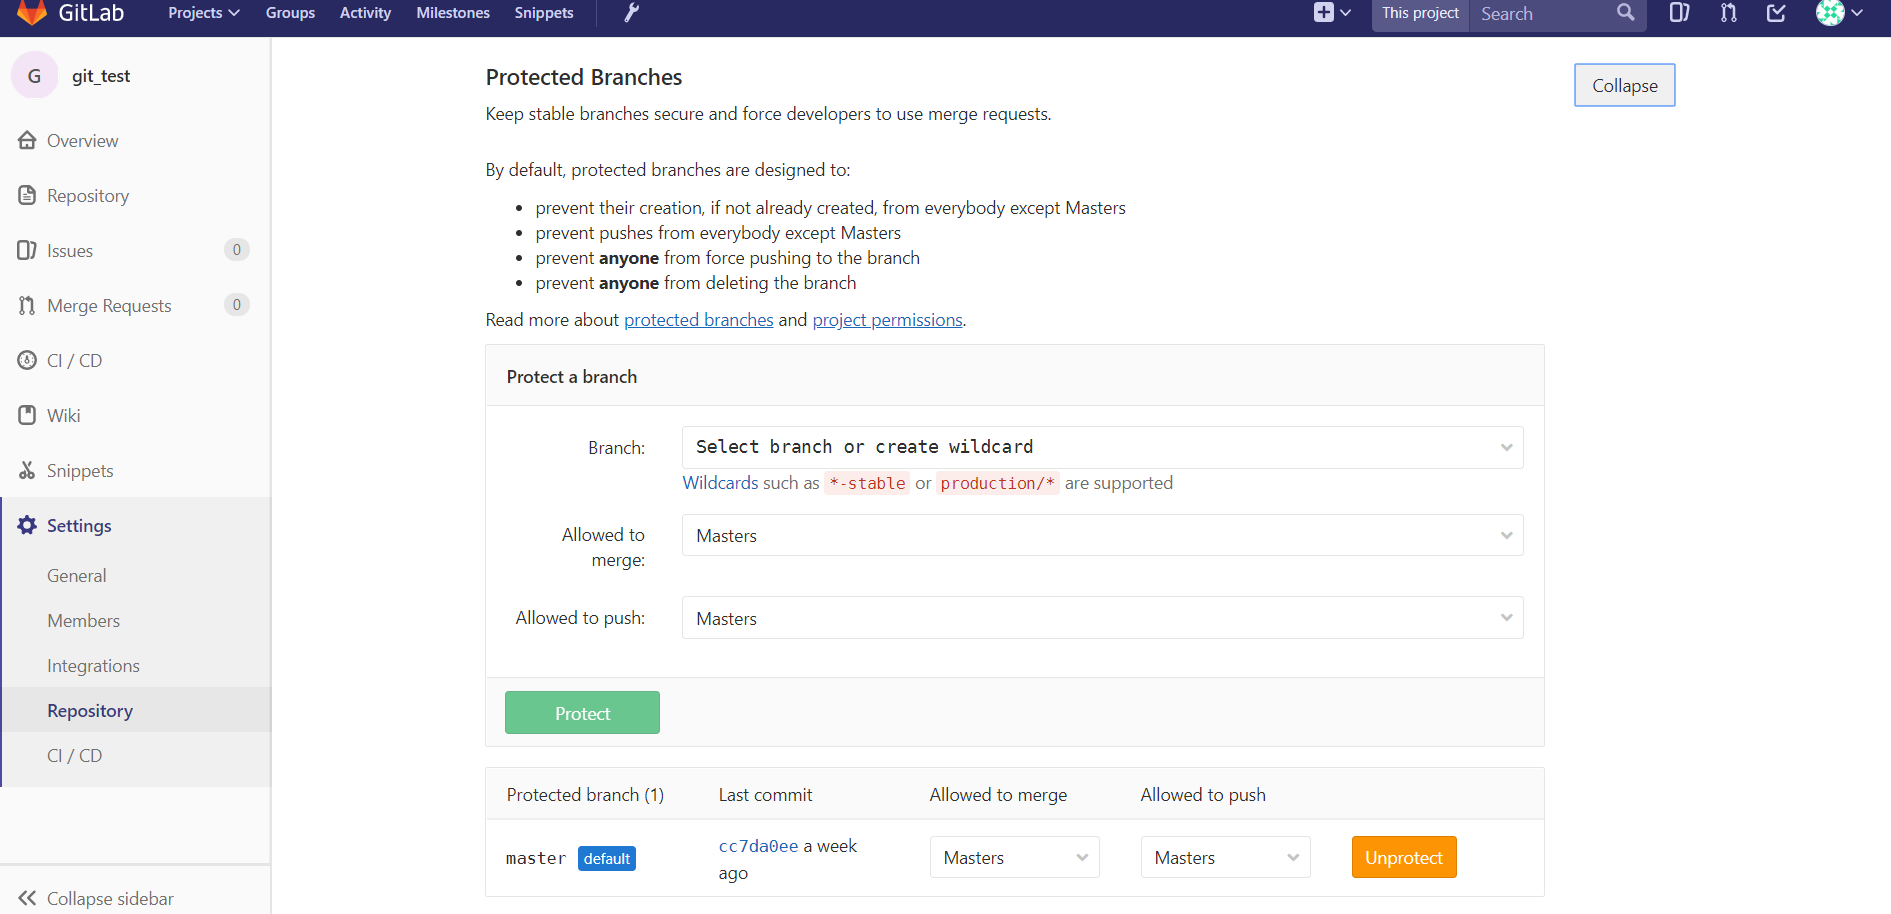 GitLab Projects Groups Activity Milestones Snippets This project Search
G git_test
Overview
Repository
Issues 0
Merge Requests 0
CI / CD
Wiki
Snippets
Settings
General
Members
Integrations
Repository
CI / CD
Collapse sidebar
Protected Branches
Collapse
Keep stable branches secure and force developers to use merge requests.
By default, protected branches are designed to:
• prevent their creation, if not already created, from everybody except Masters
• prevent pushes from everybody except Masters
• prevent anyone from force pushing to the branch
• prevent anyone from deleting the branch
Read more about protected branches and project permissions.
Protect a branch
Branch: Select branch or create wildcard
Wildcards such as *-stable or production/* are supported
Allowed to
merge:
Masters
Allowed to push: Masters
Protect
Protected branch (1) Last commit Allowed to merge Allowed to push
master default cc7da0ee a week
ago
Masters Masters Unprotect